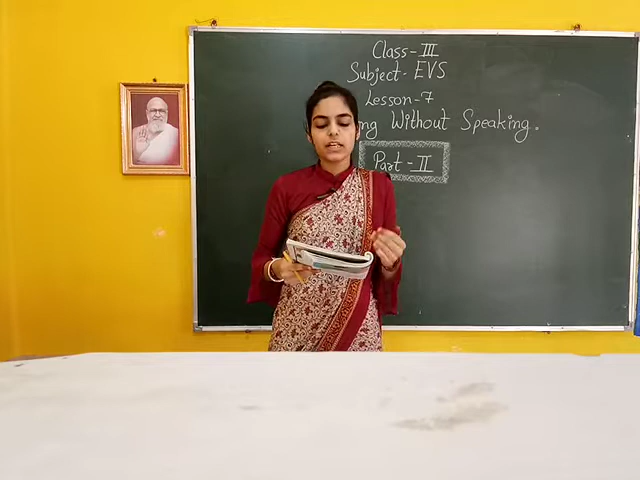 Class-III
Subject- EVS
Lesson-7
ng Without Speaking.
Part-II